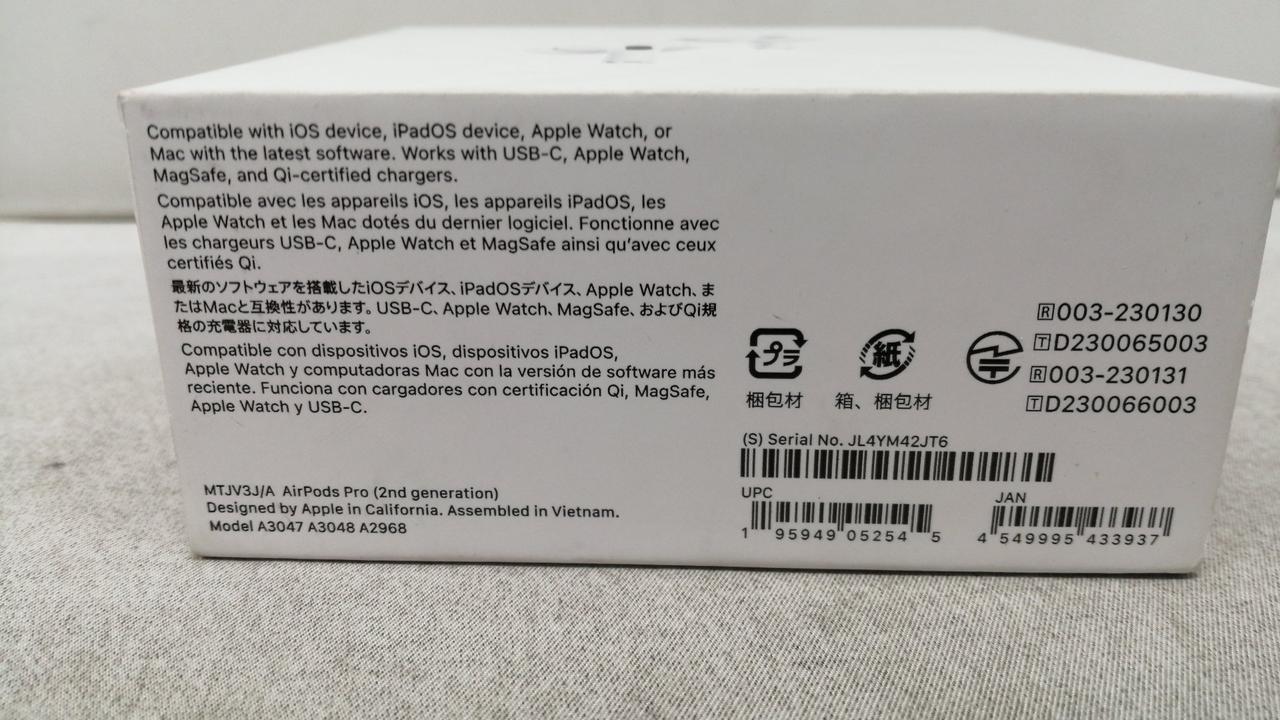 Compatible with iOS device, iPadOS device, Apple Watch, or
Mac with the latest software. Works with USB-C, Apple Watch,
MagSafe, and Qi-certified chargers.
Compatible avec les appareils iOS, les appareils iPadOS, les
Apple Watch et les Mac dotés du dernier logiciel. Fonctionne avec
les chargeurs USB-C, Apple Watch et MagSafe ainsi qu'avec ceux
certifiés Qi.
最新のソフトウェアを搭載したiOSデバイス、iPadOSデバイス、Apple Watch、ま
たはMacと互換性があります。USB-C、Apple Watch、MagSafe、およびQi規
格の充電器に対応しています。
Compatible con dispositivos iOS, dispositivos iPadOS,
Apple Watch y computadoras Mac con la versión de software más
reciente. Funciona con cargadores con certificación Qi, MagSafe,
Apple Watch y USB-C.
MTJV3J/A AirPods Pro (2nd generation)
Designed by Apple in California. Assembled in Vietnam.
Model A3047 A3048 A2968
プラ
梱包材
紙
箱、梱包材
R 003-230130
T D230065003
R 003-230131
T D230066003
(S) Serial No. JL4YM42JT6
UPC
1 95949 05254 5
JAN
4 549995 433937